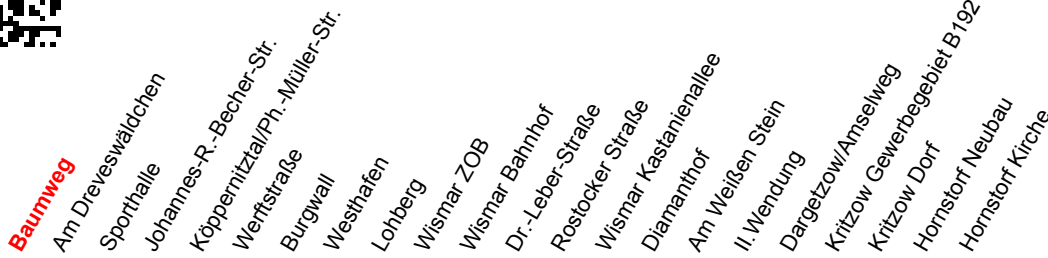 Baumweg
Am Dreveswäldchen
Sporthalle
Johannes-R.-Becher-Str.
Köppernitztal/Ph.-Müller-Str.
Werftstraße
Burgwall
Westhafen
Lohberg
Wismar ZOB
Wismar Bahnhof
Dr.-Leber-Straße
Rostocker Straße
Wismar Kastanienallee
Diamanthof
Am Weißen Stein
II.Wendung
Dargetzow/Amselweg
Kritzow Gewerbegebiet B192
Kritzow Dorf
Hornstorf Neubau
Hornstorf Kirche